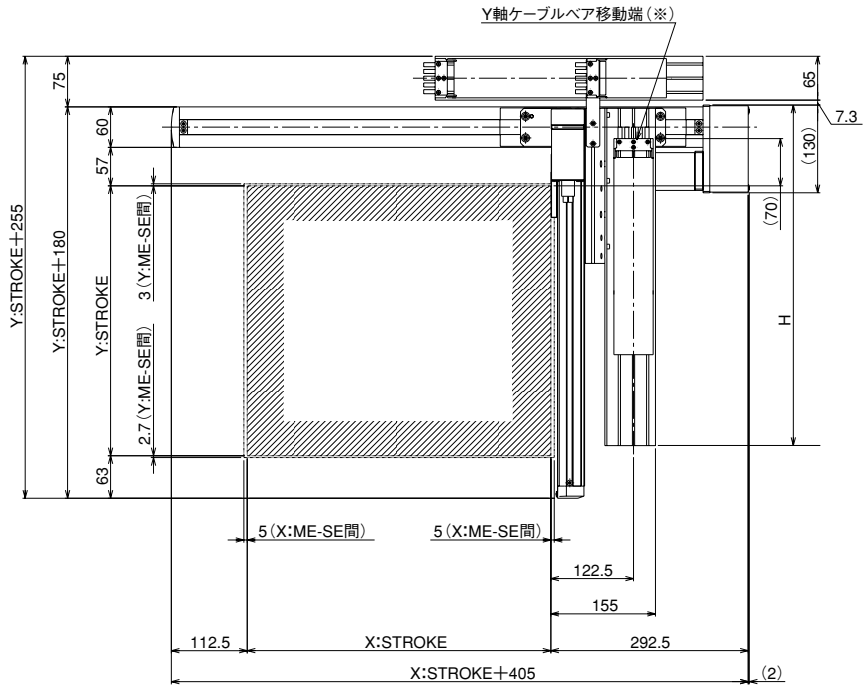 Y軸ケーブルベア移動端(※)
75
65
60
7.3
57
(130)
(70)
Y:STROKE+255
Y:STROKE+180
Y:STROKE
3(Y:ME-SE間)
2.7(Y:ME-SE間)
H
63
5(X:ME-SE間)
5(X:ME-SE間)
122.5
155
112.5
X:STROKE
292.5
X:STROKE+405
(2)